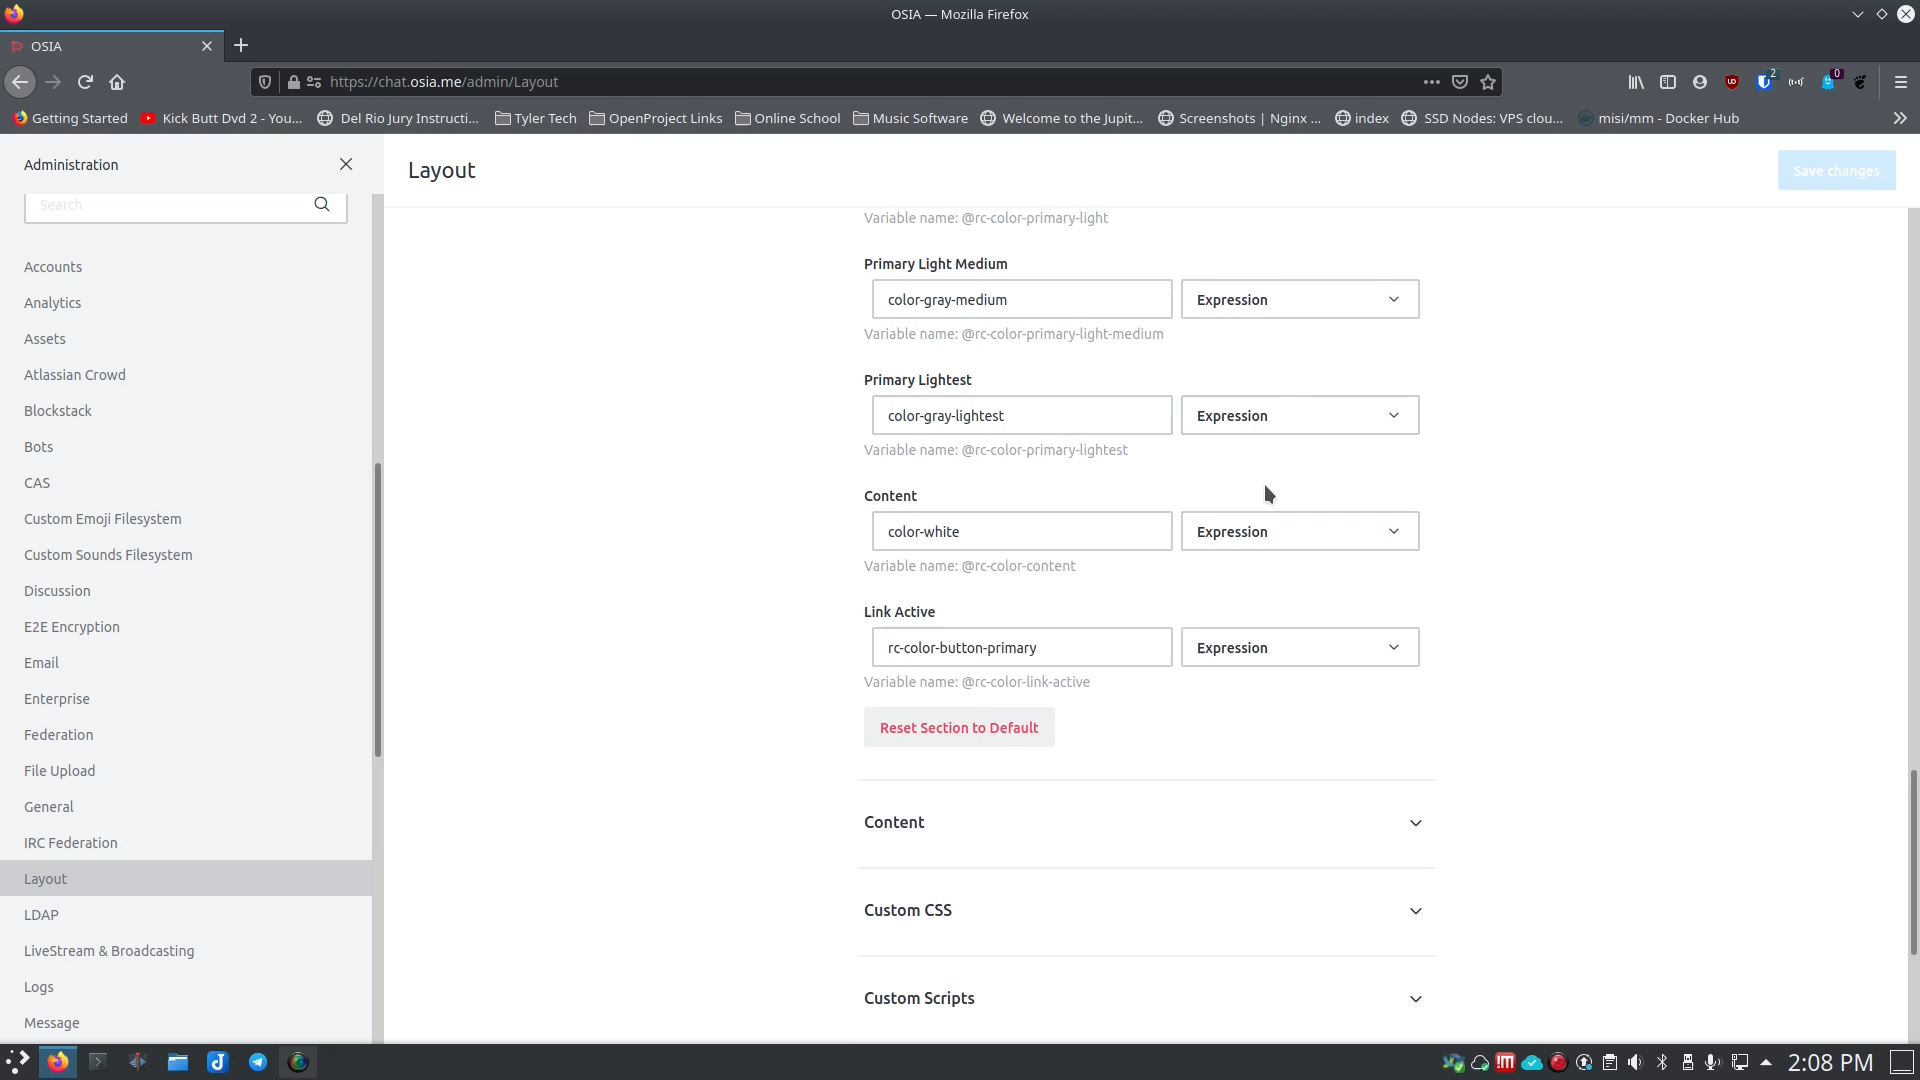 OSIA — Mozilla Firefox
OSIA
https://chat.osia.me/admin/Layout
2
0
Getting Started
Kick Butt Dvd 2 - You...
Del Rio Jury Instructi...
Tyler Tech
OpenProject Links
Online School
Music Software
Welcome to the Jupit...
Screenshots | Nginx ...
index
SSD Nodes: VPS clou...
misi/mm - Docker Hub
Administration
Search
Accounts
Analytics
Assets
Atlassian Crowd
Blockstack
Bots
CAS
Custom Emoji Filesystem
Custom Sounds Filesystem
Discussion
E2E Encryption
Email
Enterprise
Federation
File Upload
General
IRC Federation
Layout
LDAP
LiveStream & Broadcasting
Logs
Message
Layout
Save changes
Variable name: @rc-color-primary-light
Primary Light Medium
color-gray-medium
Expression
Variable name: @rc-color-primary-light-medium
Primary Lightest
color-gray-lightest
Expression
Variable name: @rc-color-primary-lightest
Content
color-white
Expression
Variable name: @rc-color-content
Link Active
rc-color-button-primary
Expression
Variable name: @rc-color-link-active
Reset Section to Default
Content
Custom CSS
Custom Scripts
2:08 PM